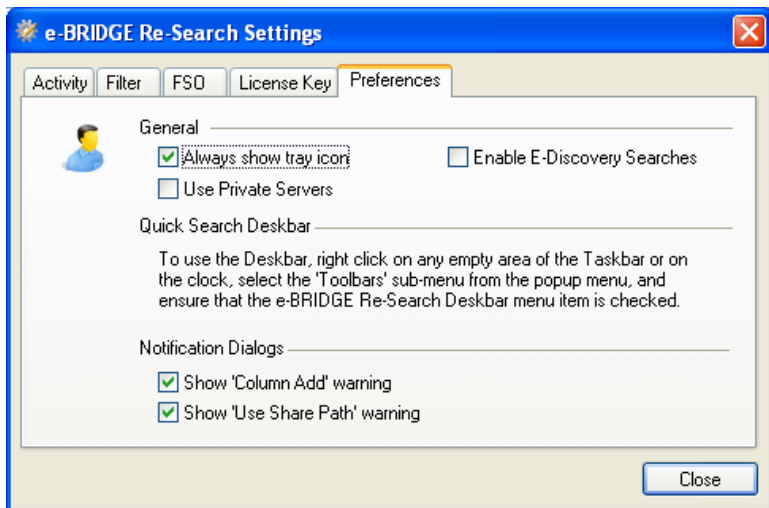 e-BRIDGE Re-Search Settings
Activity Filter FSO License Key Preferences
General
Always show tray icon Enable E-Discovery Searches
Use Private Servers
Quick Search Deskbar
To use the Deskbar, right click on any empty area of the Taskbar or on
the clock, select the 'Toolbars' sub-menu from the popup menu, and
ensure that the e-BRIDGE Re-Search Deskbar menu item is checked.
Notification Dialogs
Show 'Column Add' warning
Show 'Use Share Path' warning
Close